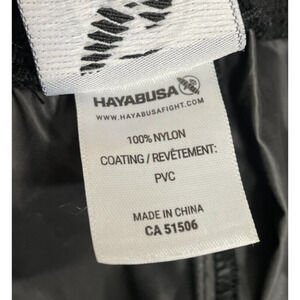 HAYABUSA
WWW.HAYABUSAFIGHT.COM
100% NYLON
COATING / REVÊTEMENT:
PVC
MADE IN CHINA
CA 51506